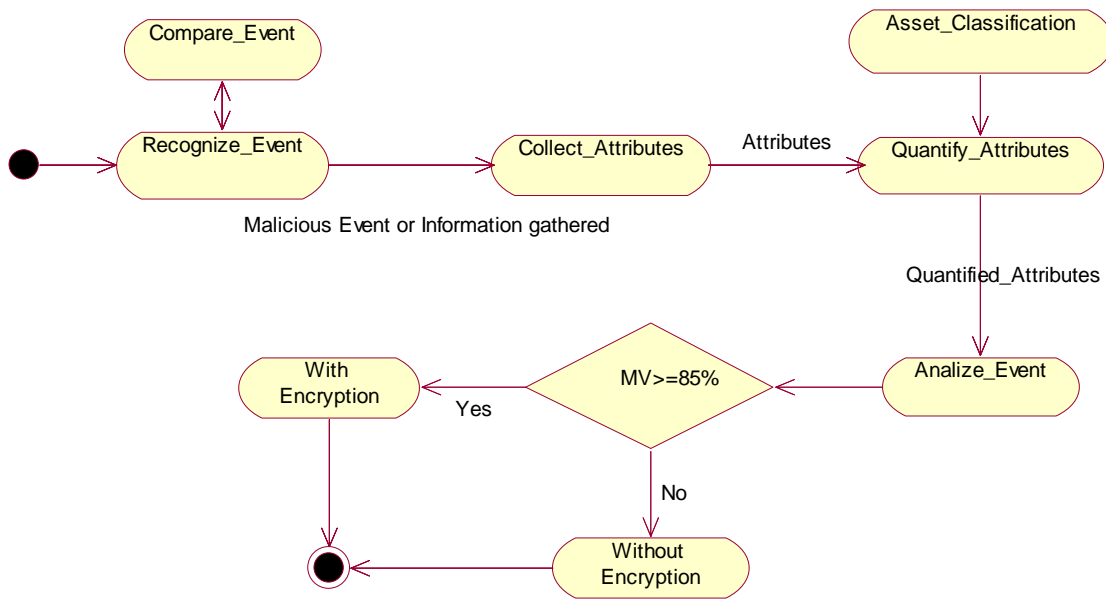 Compare_Event
Asset_Classification
Recognize_Event
Collect_Attributes
Attributes
Quantify_Attributes
Malicious Event or Information gathered
Quantified_Attributes
With
Encryption
Yes
MV>=85%
Analize_Event
No
Without
Encryption